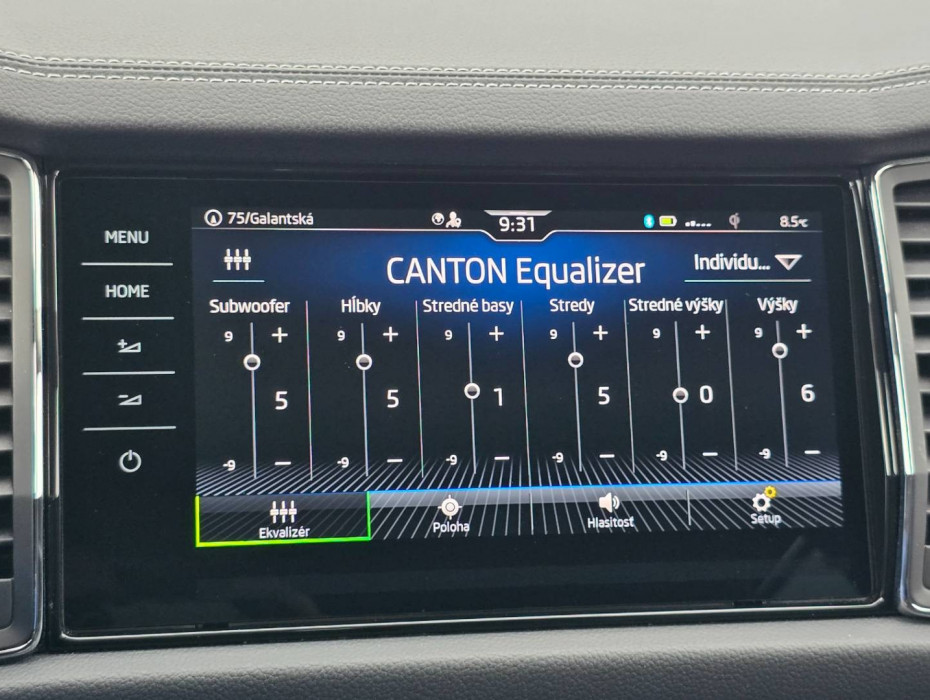 75/Galantská 9:31 8.5°C
MENU
HOME
CANTON Equalizer
Individu...
Subwoofer Hĺbky Stredné basy Stredy Stredné výšky Výšky
9 + 9 + 9 + 9 + 9 + 9 +
5 5 1 5 0 6
-9 − -9 − -9 − -9 − -9 − -9 −
Ekvalizér Poloha Hlasitosť Setup